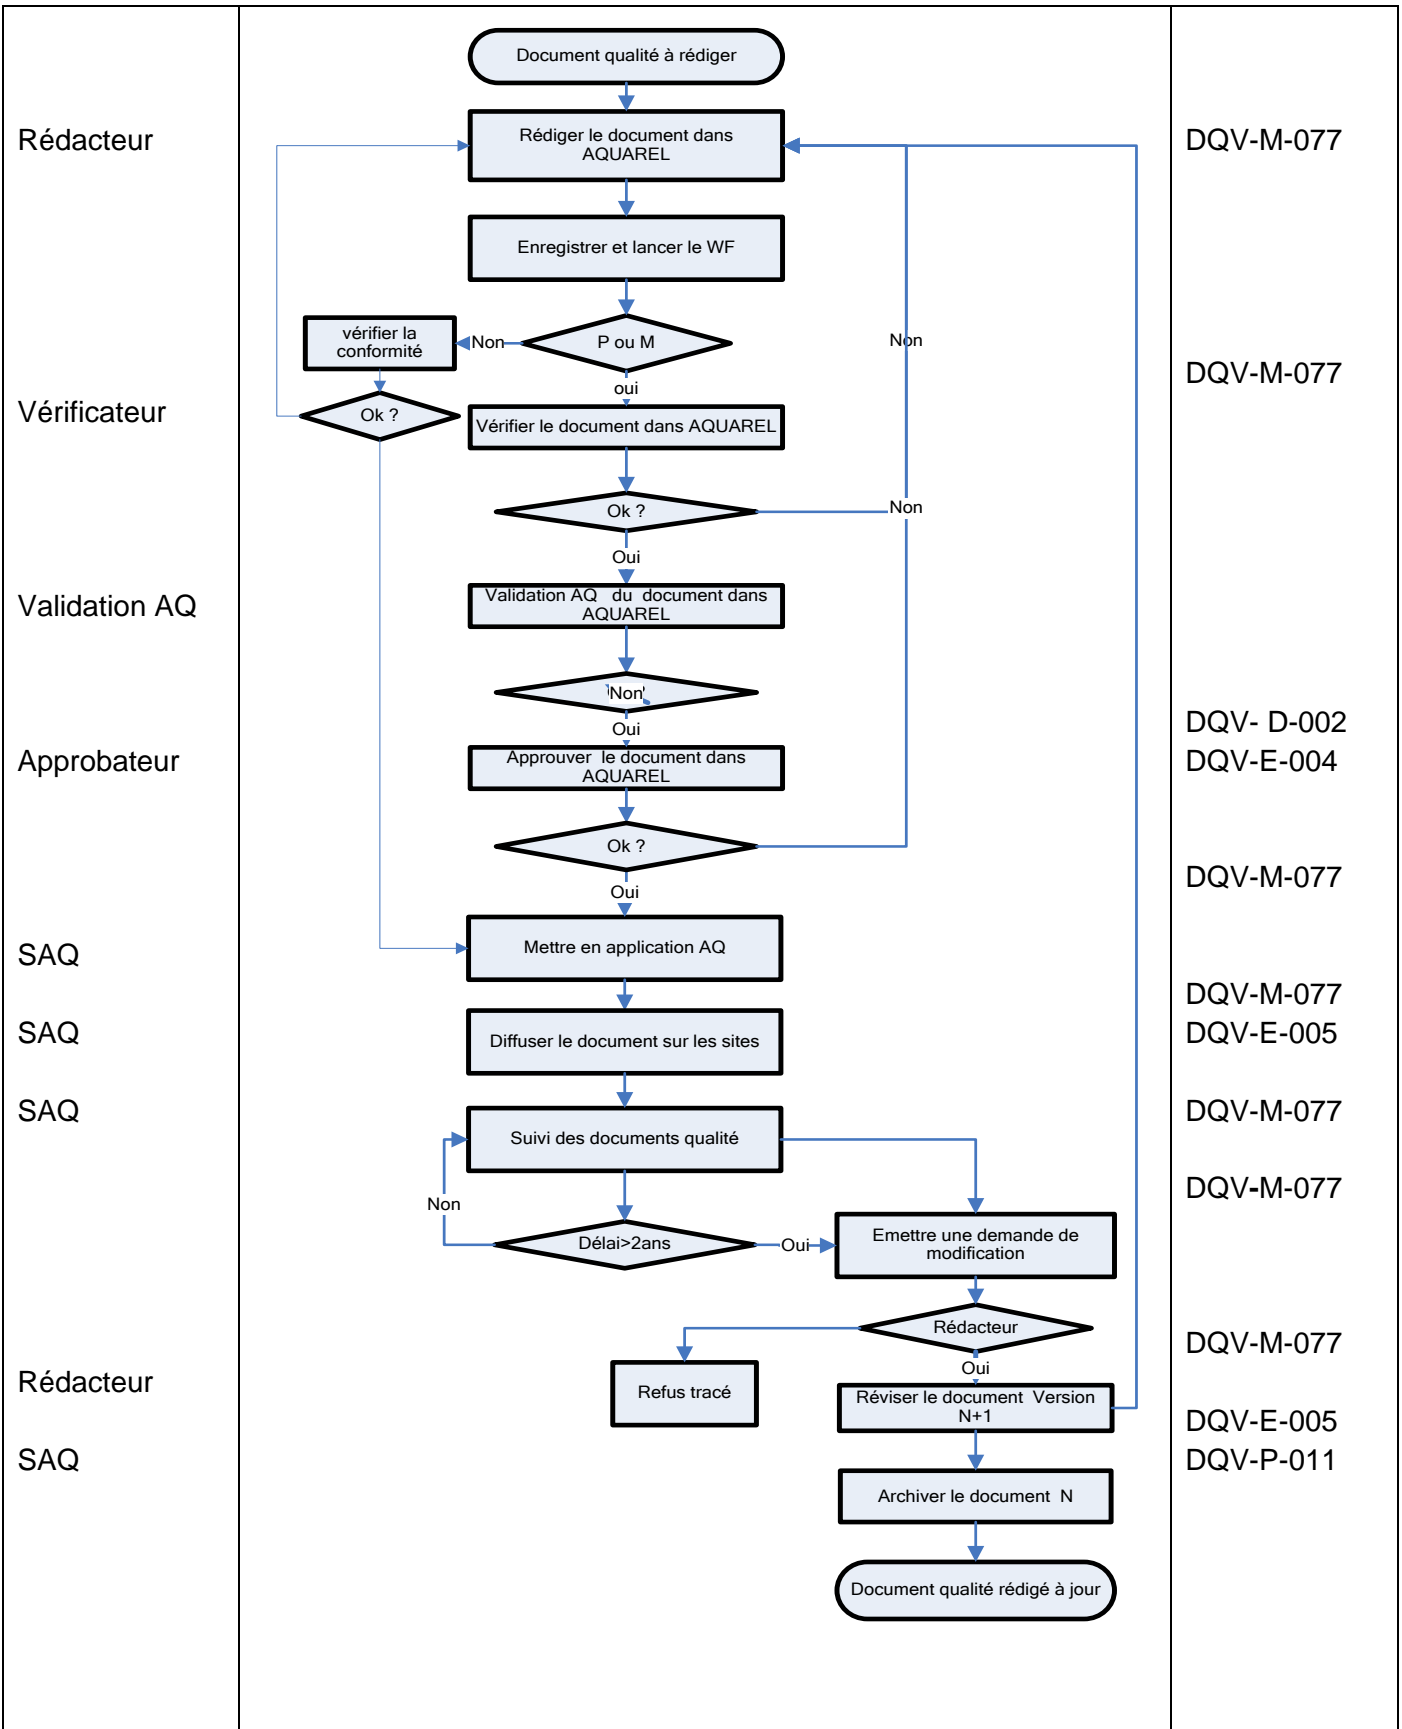 Document qualité à rédiger
Rédacteur
Rédiger le document dans
AQUAREL
DQV-M-077
Enregistrer et lancer le WF
vérifier la
conformité
Non
P ou M
Non
oui
DQV-M-077
Vérificateur
Ok ?
Vérifier le document dans AQUAREL
Ok ?
Non
Oui
Validation AQ
Validation AQ du document dans
AQUAREL
Non
Oui
DQV- D-002
Approbateur
Approuver le document dans
AQUAREL
DQV-E-004
Ok ?
Oui
DQV-M-077
SAQ
Mettre en application AQ
DQV-M-077
SAQ
Diffuser le document sur les sites
DQV-E-005
SAQ
Suivi des documents qualité
DQV-M-077
Non
DQV-M-077
Délai>2ans
Oui
Emettre une demande de
modification
Rédacteur
DQV-M-077
Oui
Rédacteur
Refus tracé
Réviser le document Version
N+1
DQV-E-005
SAQ
DQV-P-011
Archiver le document N
Document qualité rédigé à jour